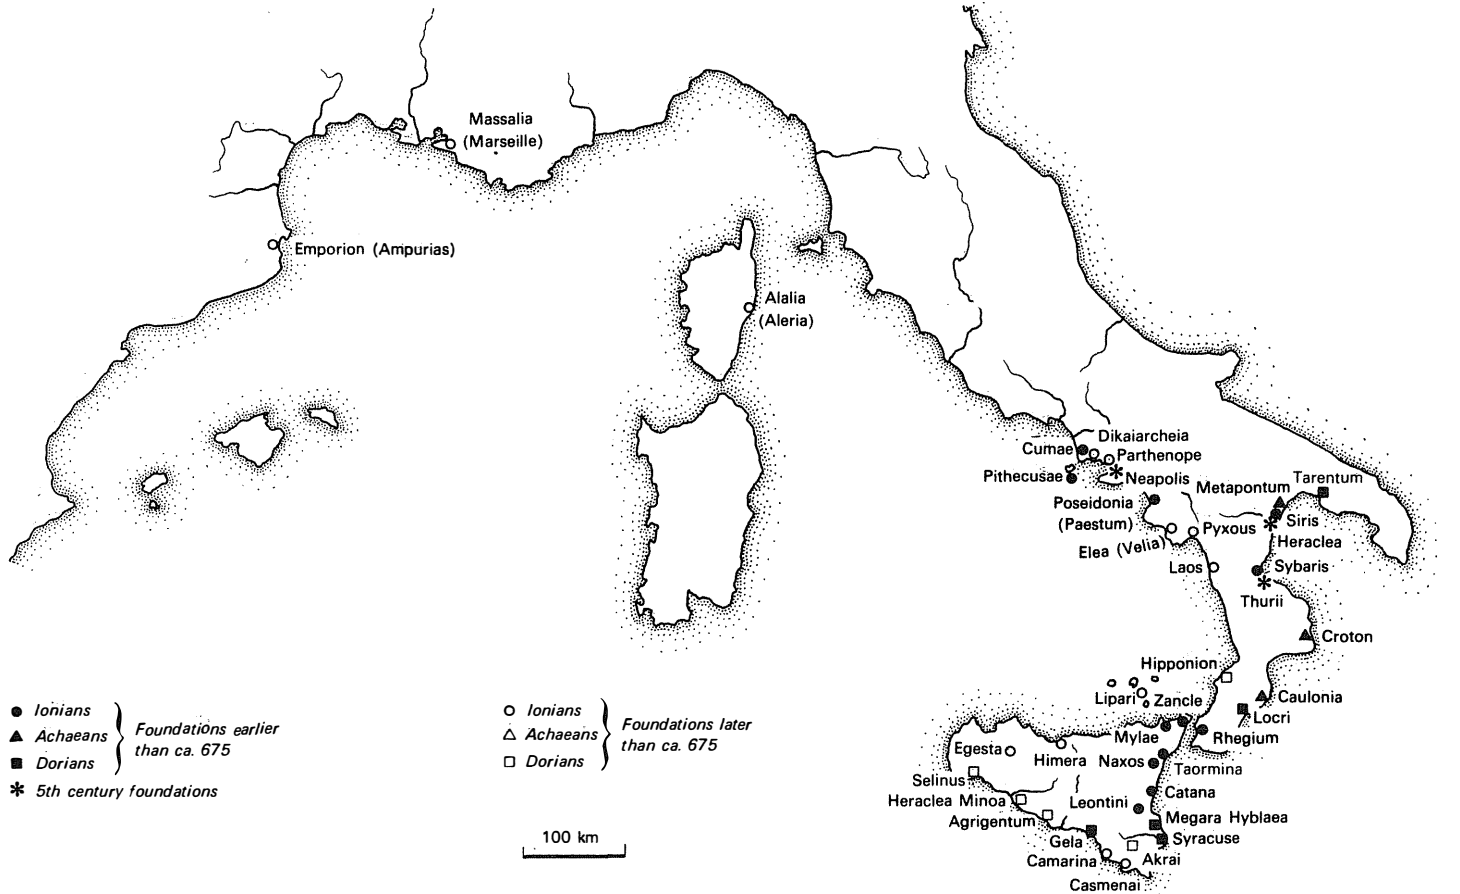 Massalia
(Marseille)
Emporion (Ampurias)
Alalia
(Aleria)
Dikaiarcheia
Cumae
Parthenope
Pithecusae
Neapolis
Metapontum
Tarentum
Poseidonia
(Paestum)
Siris
Pyxous
Heraclea
Elea (Velia)
Laos
Sybaris
Thurii
Croton
Hipponion
Lipari
Zancle
Caulonia
Locri
Mylae
Rhegium
Egesta
Himera
Naxos
Taormina
Selinus
Heraclea Minoa
Leontini
Catana
Agrigentum
Megara Hyblaea
Gela
Syracuse
Camarina
Akrai
Casmenai
Ionians
Achaeans
Dorians
Foundations earlier
than ca. 675
5th century foundations
Ionians
Achaeans
Dorians
Foundations later
than ca. 675
100 km